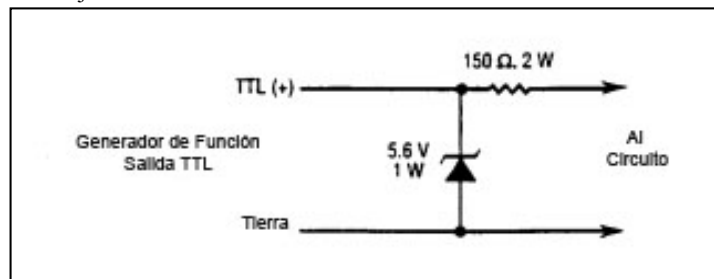 150 Ω. 2 W
TTL (+)
Generador de Función
Salida TTL
5.6 V
1 W
Al
Circuito
Tierra